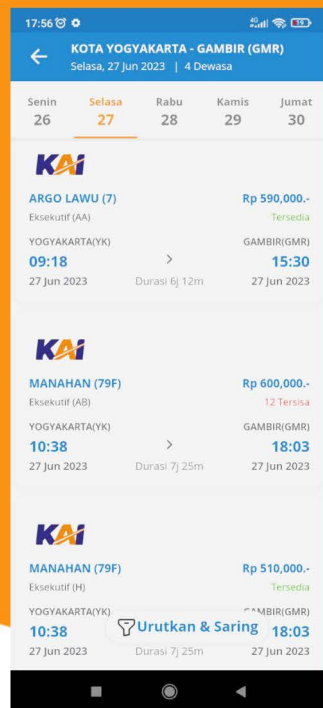 17:56
4G
19
KOTA YOGYAKARTA - GAMBIR (GMR)
Selasa, 27 Jun 2023 | 4 Dewasa
Senin Selasa Rabu Kamis Jumat
26 27 28 29 30
KAI
ARGO LAWU (7) Rp 590,000.-
Eksekutif (AA) Tersedia
YOGYAKARTA(YK) GAMBIR(GMR)
09:18 > 15:30
27 Jun 2023 Durasi 6j 12m 27 Jun 2023
KAI
MANAHAN (79F) Rp 600,000.-
Eksekutif (AB) 12 Tersisa
YOGYAKARTA(YK) GAMBIR(GMR)
10:38 > 18:03
27 Jun 2023 Durasi 7j 25m 27 Jun 2023
KAI
MANAHAN (79F) Rp 510,000.-
Eksekutif (H) Tersedia
YOGYAKARTA(YK) AMBIR(GMR)
10:38 Urutkan & Saring 18:03
27 Jun 2023 Durasi 7j 25m 27 Jun 2023